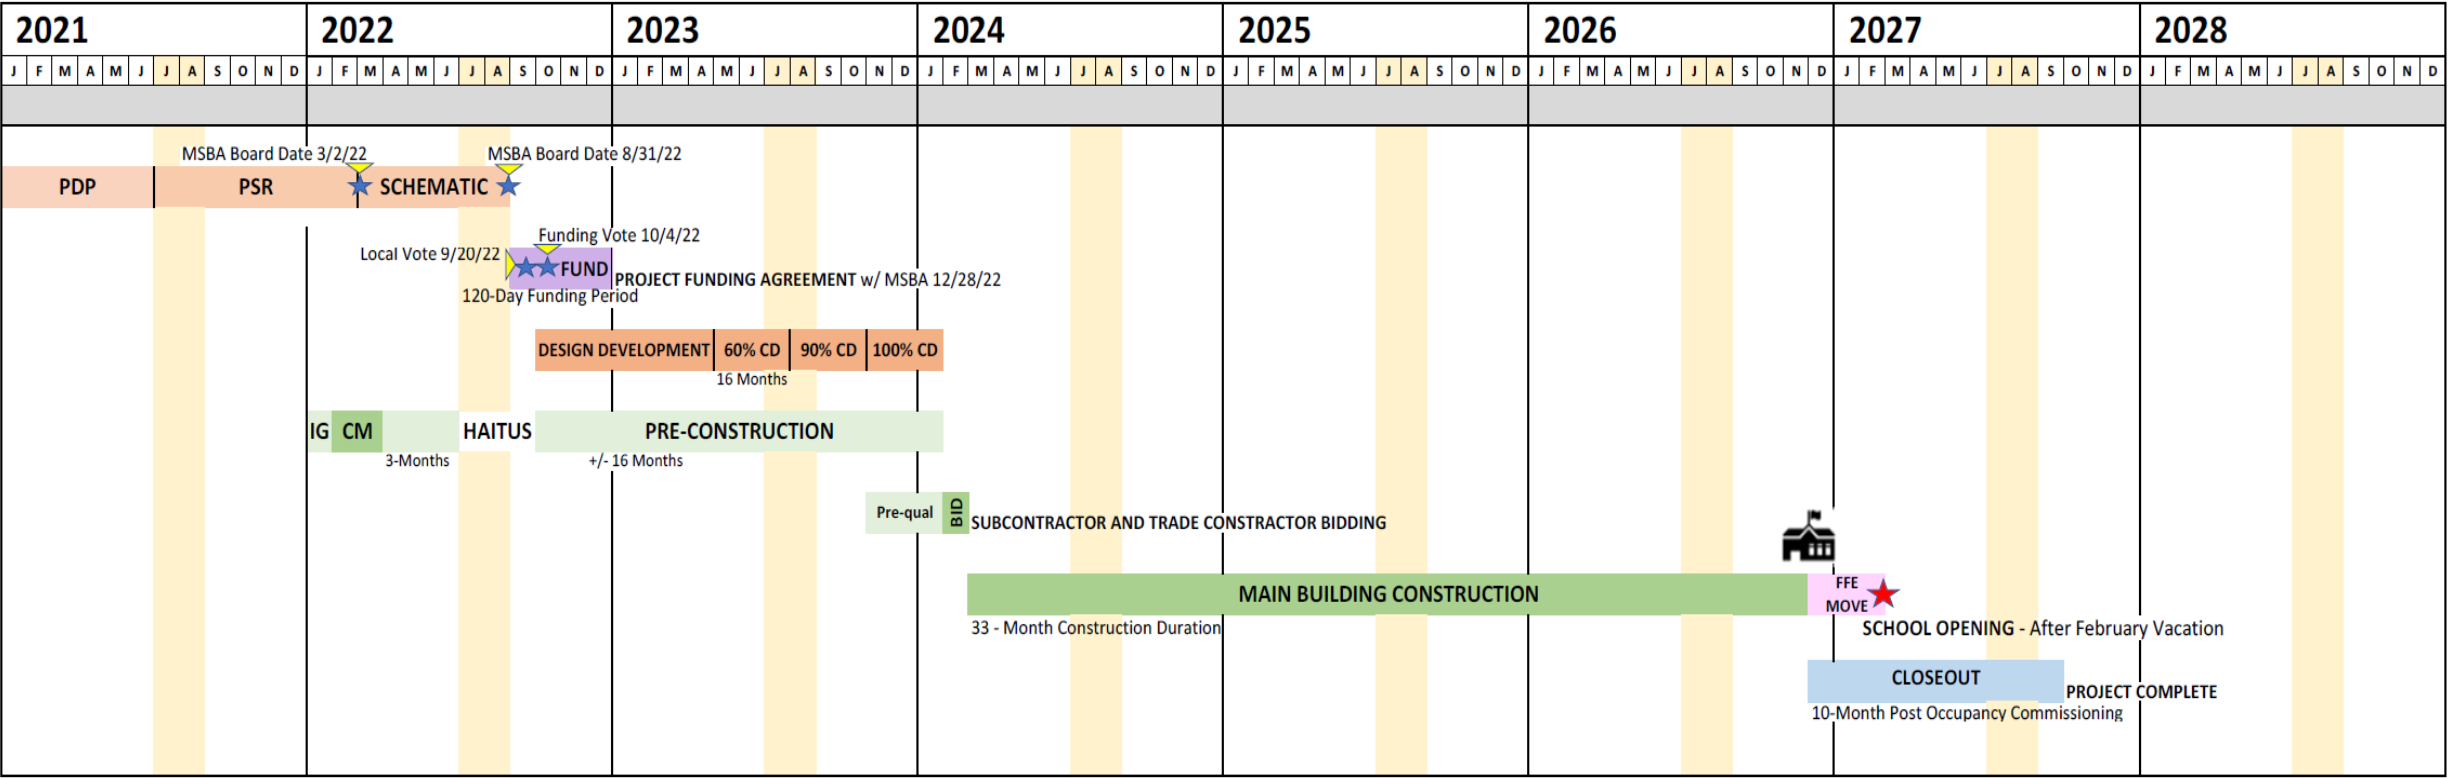 2021 2022 2023 2024 2025 2026 2027 2028
J F M A M J J A S O N D J F M A M J J A S O N D J F M A M J J A S O N D J F M A M J J A S O N D J F M A M J J A S O N D J F M A M J J A S O N D J F M A M J J A S O N D J F M A M J J A S O N D
MSBA Board Date 3/2/22 MSBA Board Date 8/31/22
PDP PSR SCHEMATIC
Funding Vote 10/4/22
Local Vote 9/20/22
FUND
PROJECT FUNDING AGREEMENT w/ MSBA 12/28/22
120-Day Funding Period
DESIGN DEVELOPMENT 60% CD 90% CD 100% CD
16 Months
IG CM HAITUS PRE-CONSTRUCTION
3-Months +/- 16 Months
Pre-qual BID
SUBCONTRACTOR AND TRADE CONSTRACTOR BIDDING
FFE
MAIN BUILDING CONSTRUCTION
MOVE
33 - Month Construction Duration SCHOOL OPENING - After February Vacation
CLOSEOUT
PROJECT COMPLETE
10-Month Post Occupancy Commissioning